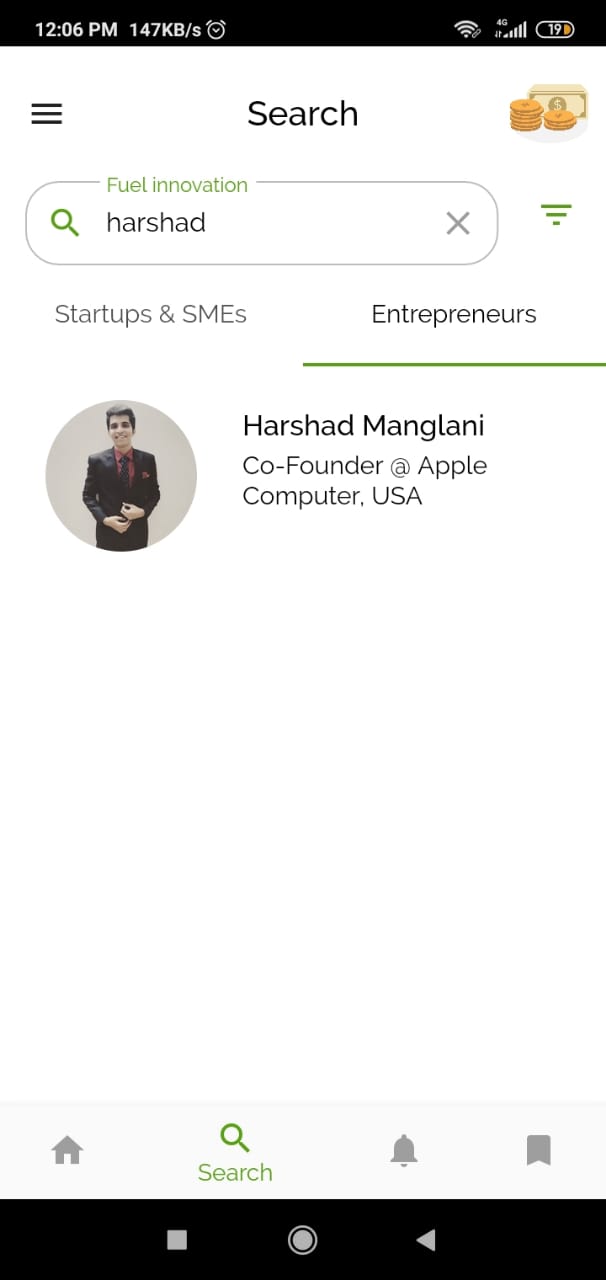 12:06 PM 147KB/s 4G 19
Search
Fuel innovation
harshad
Startups & SMEs Entrepreneurs
Harshad Manglani
Co-Founder @ Apple
Computer, USA
Search